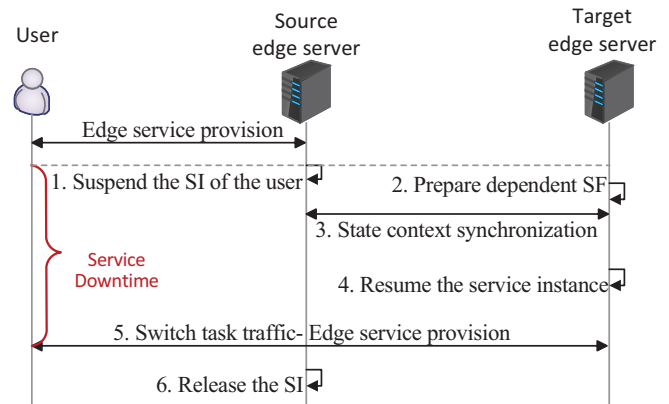 User
Source
edge server
Target
edge server
Edge service provision
1. Suspend the SI of the user
2. Prepare dependent SF
3. State context synchronization
Service
Downtime
4. Resume the service instance
5. Switch task traffic- Edge service provision
6. Release the SI